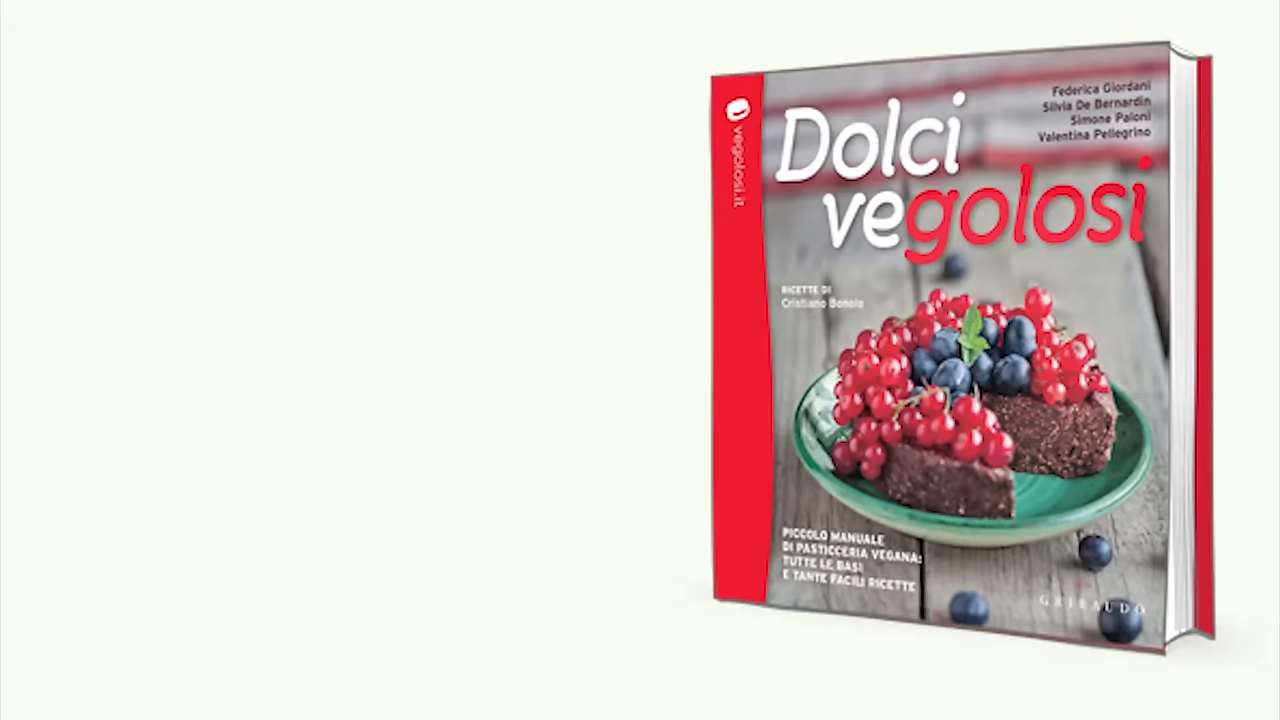 vegolosi.it
Federica Giordani
Silvia De Bernardin
Simone Paloni
Valentina Pellegrino
Dolci
vegolosi
RICETTE DI
Cristiano Bonolo
PICCOLO MANUALE
DI PASTICCERIA VEGANA:
TUTTE LE BASI
E TANTE FACILI RICETTE
GRIBAUDO